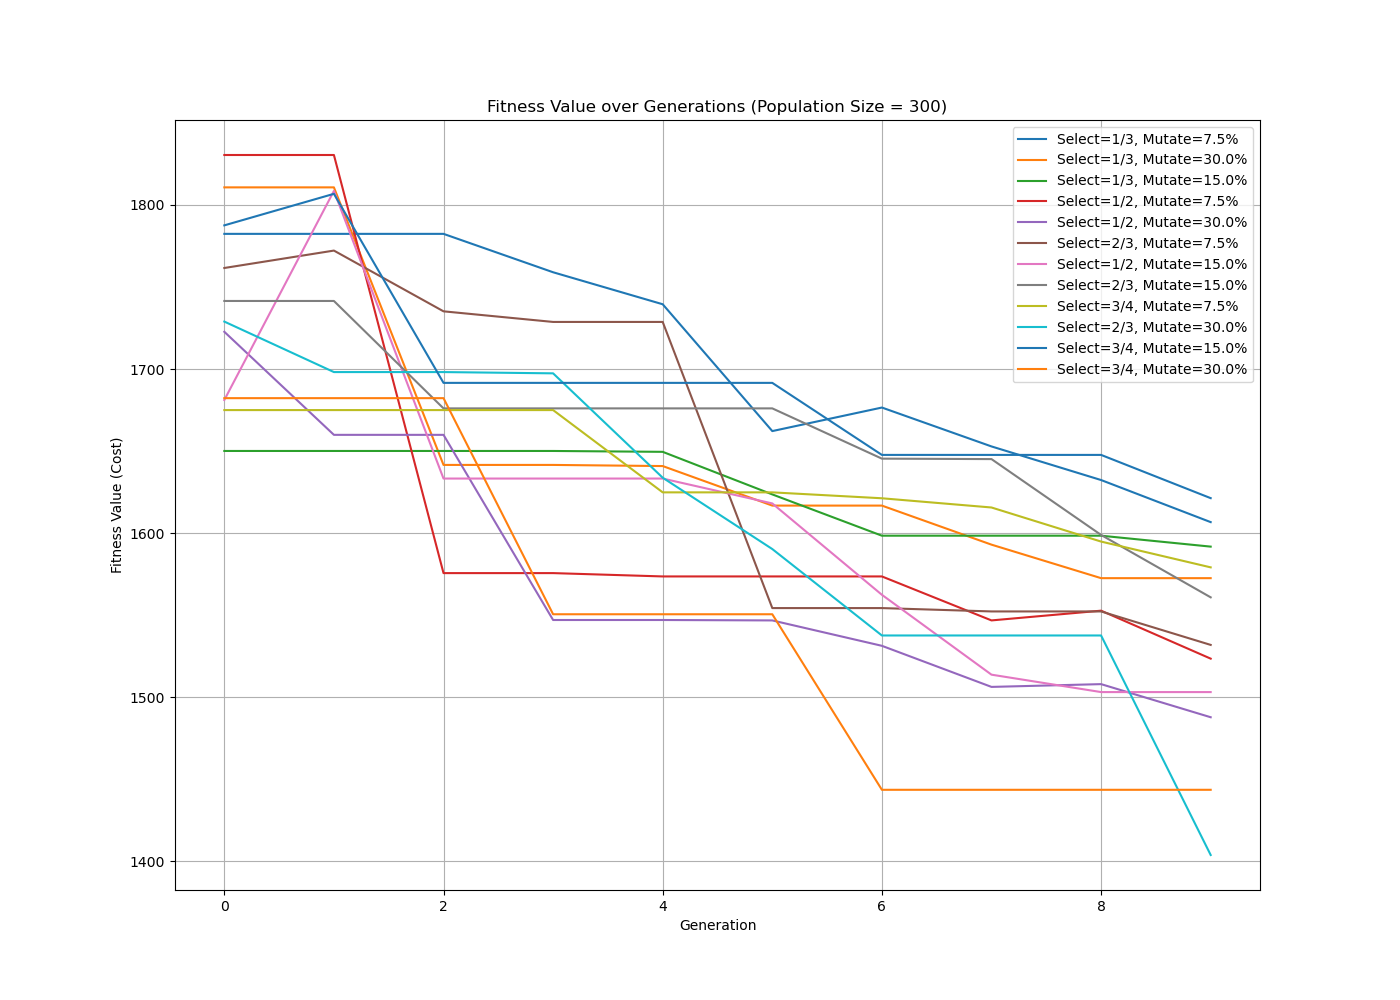 Fitness Value over Generations (Population Size = 300)
Select=1/3, Mutate=7.5%
Select=1/3, Mutate=30.0%
Select=1/3, Mutate=15.0%
Select=1/2, Mutate=7.5%
Select=1/2, Mutate=30.0%
Select=2/3, Mutate=7.5%
Select=1/2, Mutate=15.0%
Select=2/3, Mutate=15.0%
Select=3/4, Mutate=7.5%
Select=2/3, Mutate=30.0%
Select=3/4, Mutate=15.0%
Select=3/4, Mutate=30.0%
Fitness Value (Cost)
1800
1700
1600
1500
1400
0 2 4 6 8
Generation